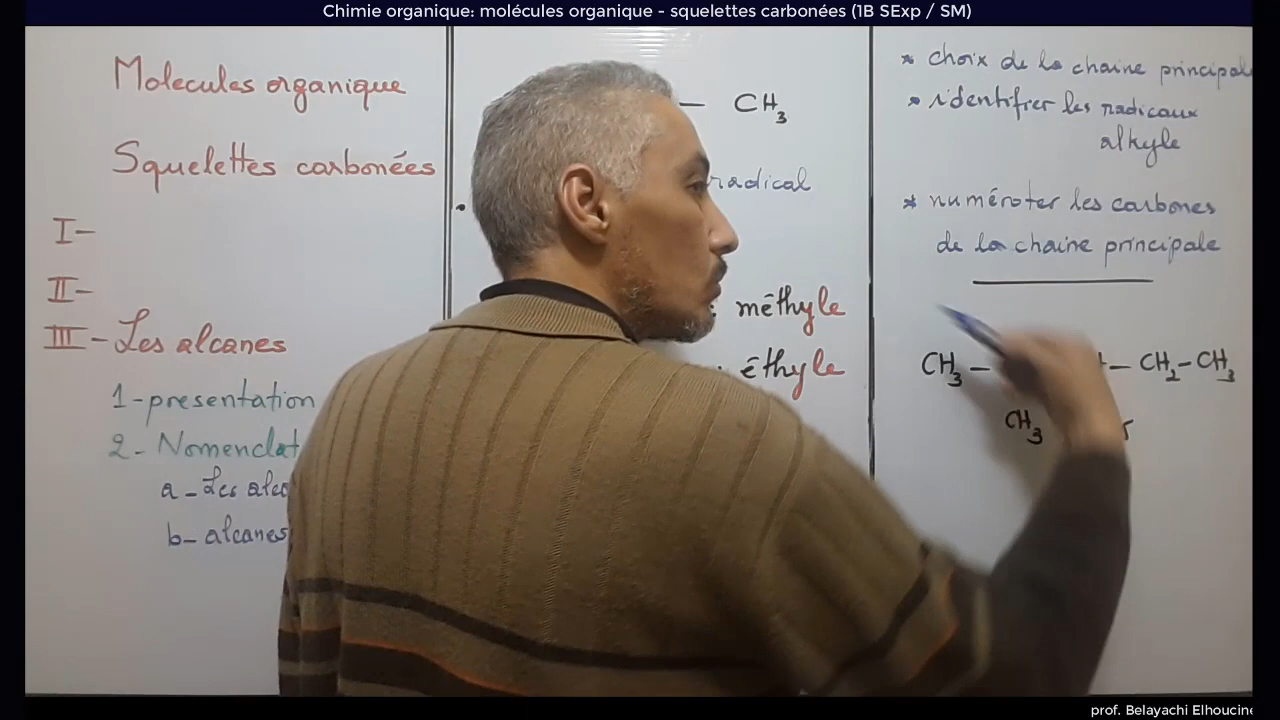 Chimie organique: molécules organique - squelettes carbonées (1B SExp / SM)
Molecules organique
Squelettes carbonées
I-
II-
III- Les alcanes
1- presentation
2- Nomenclat
a - Les alc
b- alcanes
— CH3
radical
: méthyle
: éthyle
* choix de la chaine principale
* identifier les radicaux
alkyle
* numéroter les carbones
de la chaine principale
CH3 — — CH2 - CH3
CH3
prof. Belayachi Elhoucine